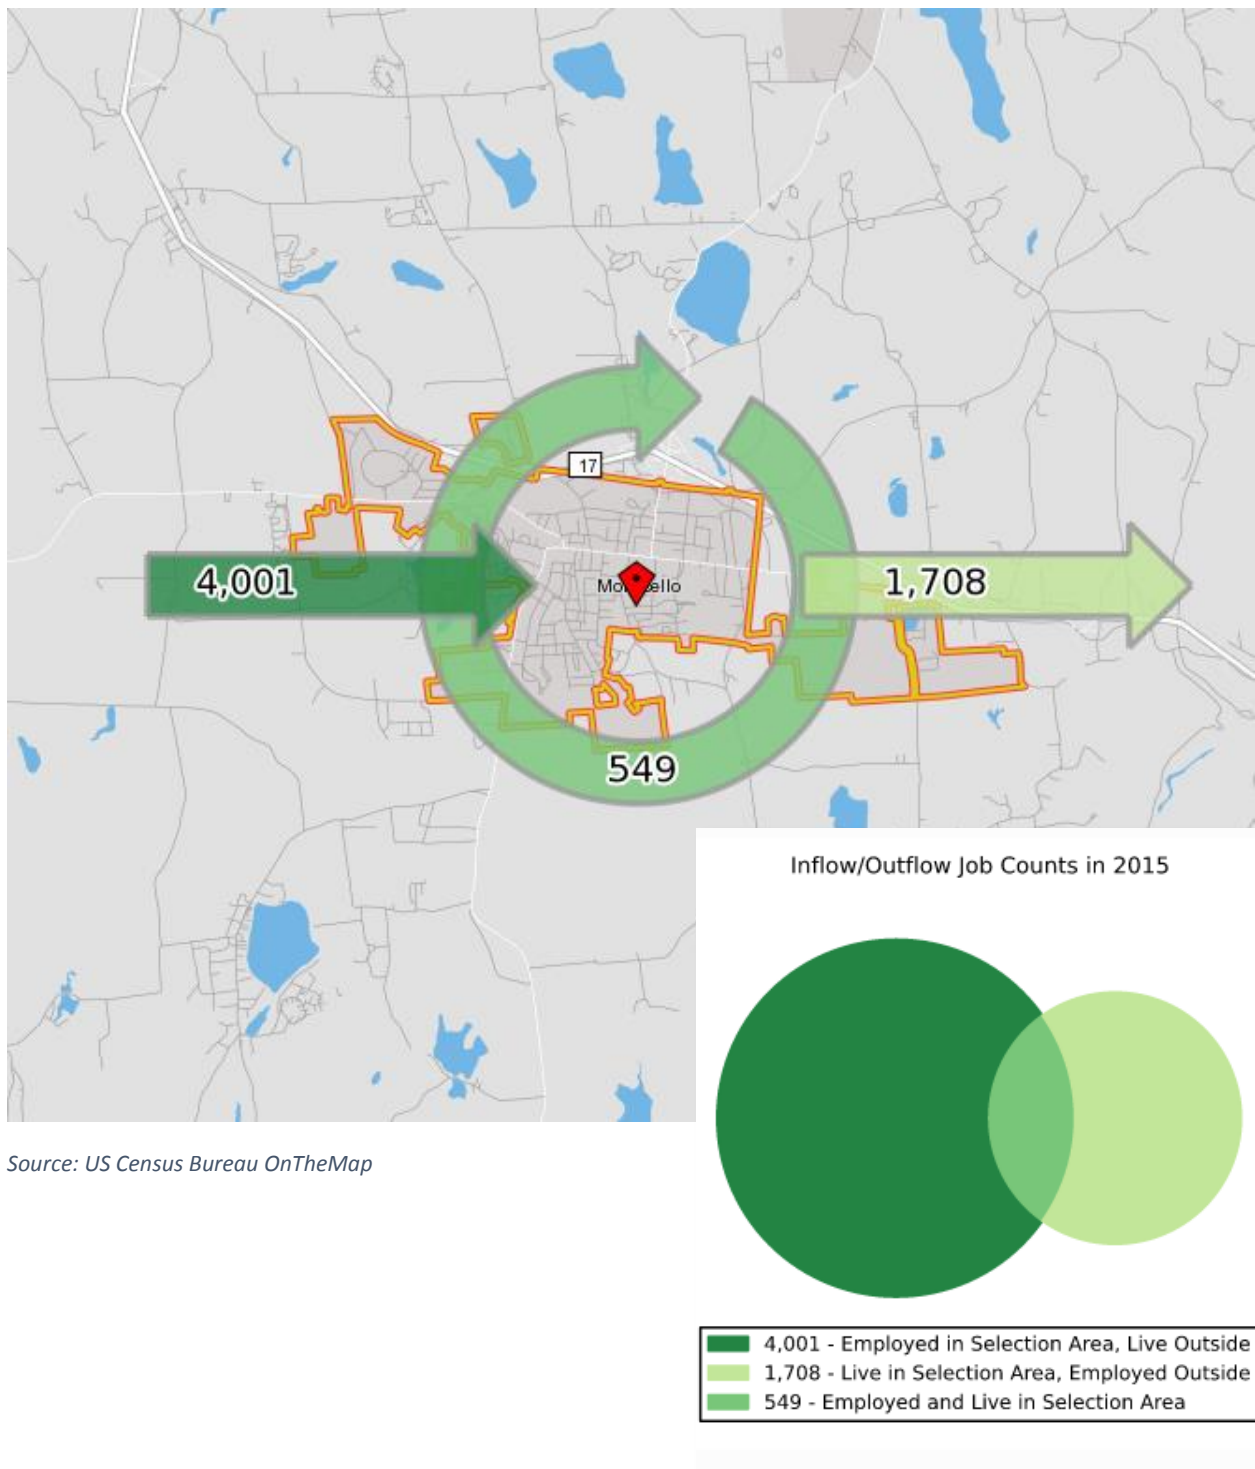 17
4,001
Mo
ello
1,708
549
Inflow/Outflow Job Counts in 2015
Source: US Census Bureau OnTheMap
4,001 - Employed in Selection Area, Live Outside
1,708 - Live in Selection Area, Employed Outside
549 - Employed and Live in Selection Area